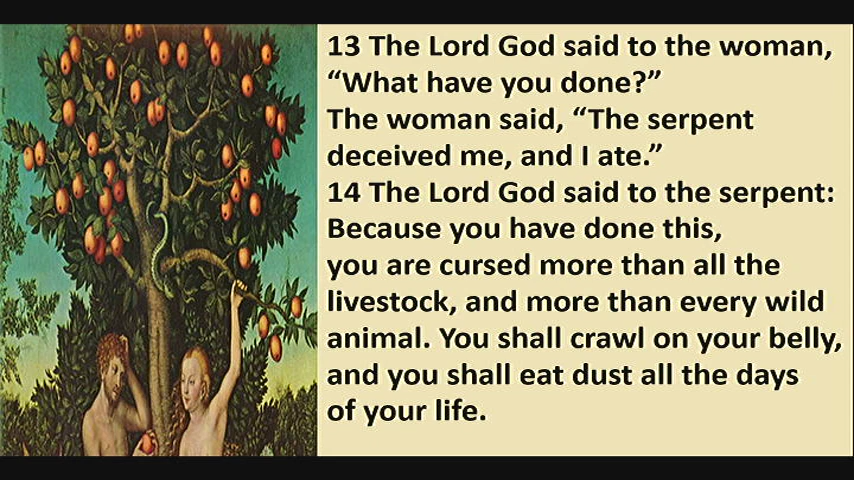 13 The Lord God said to the woman,
“What have you done?”
The woman said, “The serpent
deceived me, and I ate.”
14 The Lord God said to the serpent:
Because you have done this,
you are cursed more than all the
livestock, and more than every wild
animal. You shall crawl on your belly,
and you shall eat dust all the days
of your life.